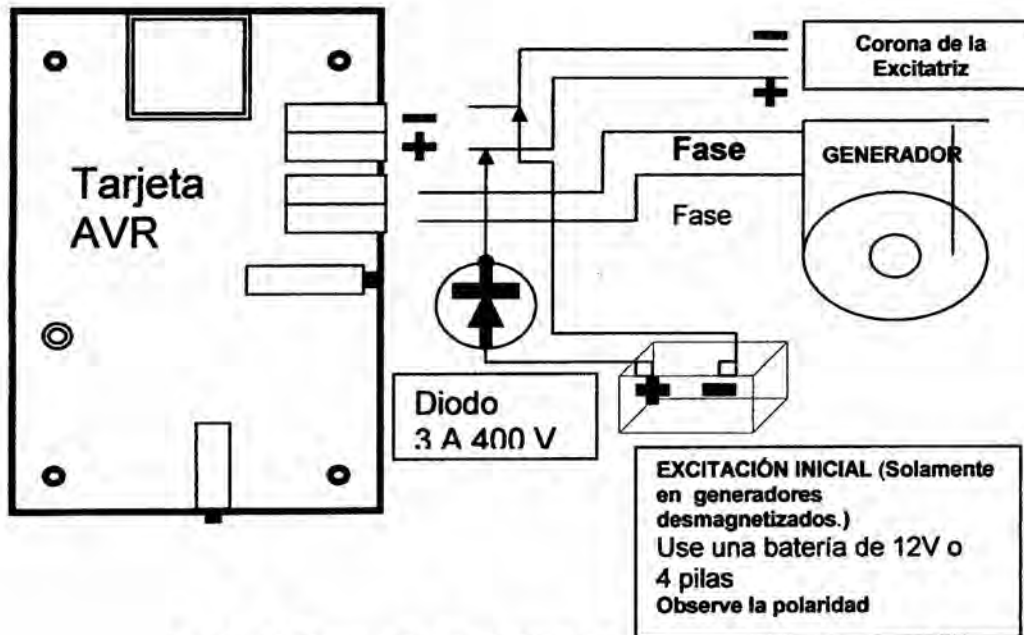 Corona de la
Excitatriz
Tarjeta
AVR
Fase
GENERADOR
Fase
Diodo
3 A 400 V
EXCITACIÓN INICIAL (Solamente
en generadores
desmagnetizados.)
Use una batería de 12V o
4 pilas
Observe la polaridad